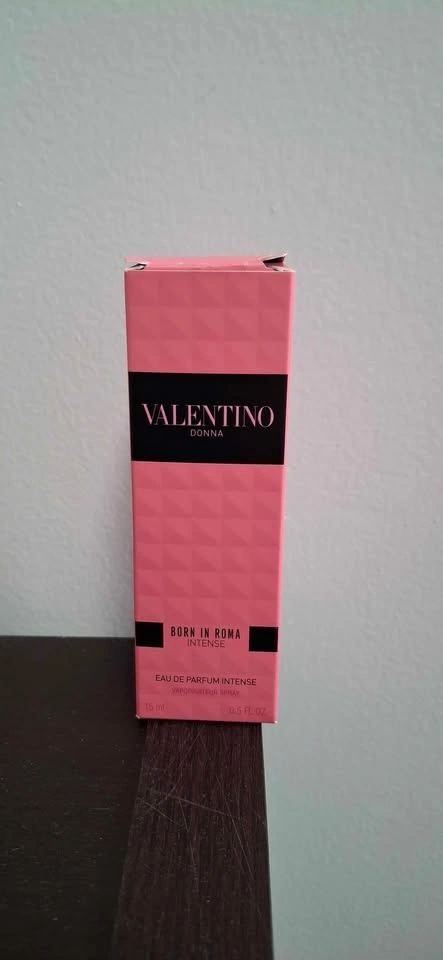 VALENTINO
DONNA
BORN IN ROMA
INTENSE
EAU DE PARFUM INTENSE
VAPORISATEUR SPRAY
15 ml 0.5 FL. OZ.